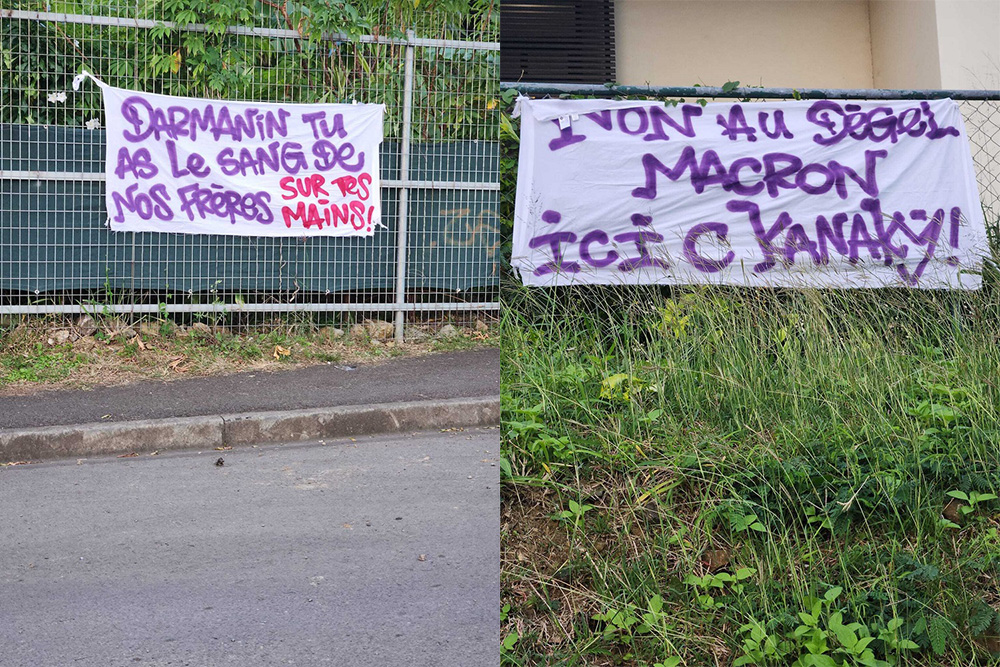 DARMANIN TU
AS LE SANG DE
NOS FRÈRES SUR TES
MAINS!
NON AU DÉGEL
MACRON
ICI C KANAKY!